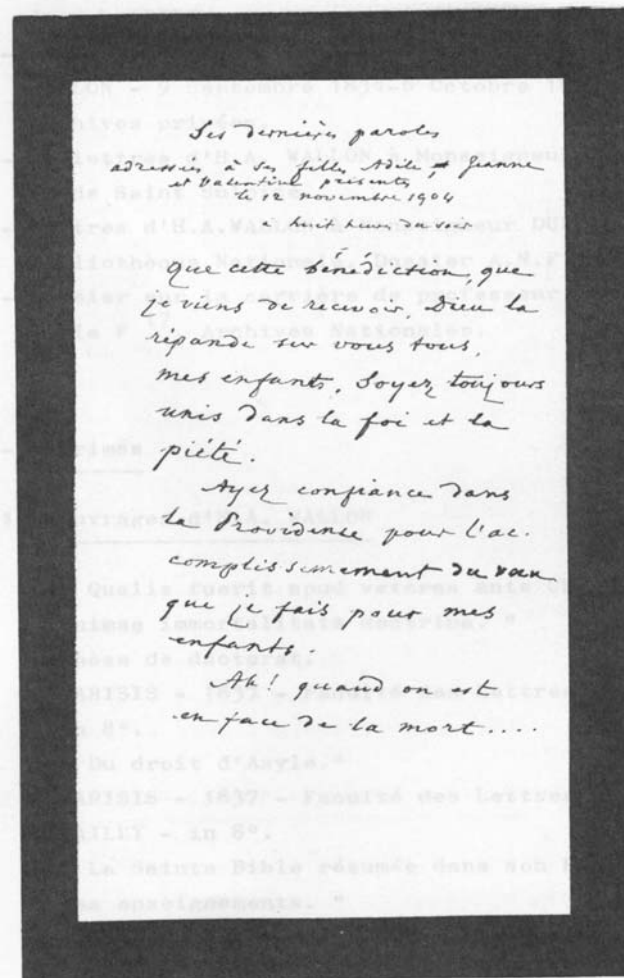 Ses dernières paroles
adressées à ses filles Adèle, Jeanne
et Valentine présentes
le 12 novembre 1904
à huit heures du soir
Que cette bénédiction, que
je viens de recevoir, Dieu la
répande sur vous tous,
mes enfants. Soyez toujours
unis dans la foi et la
piété.
Ayez confiance dans
la Providence pour l'ac-
complissement du vœu
que je fais pour mes
enfants.
Ah! quand on est
en face de la mort....